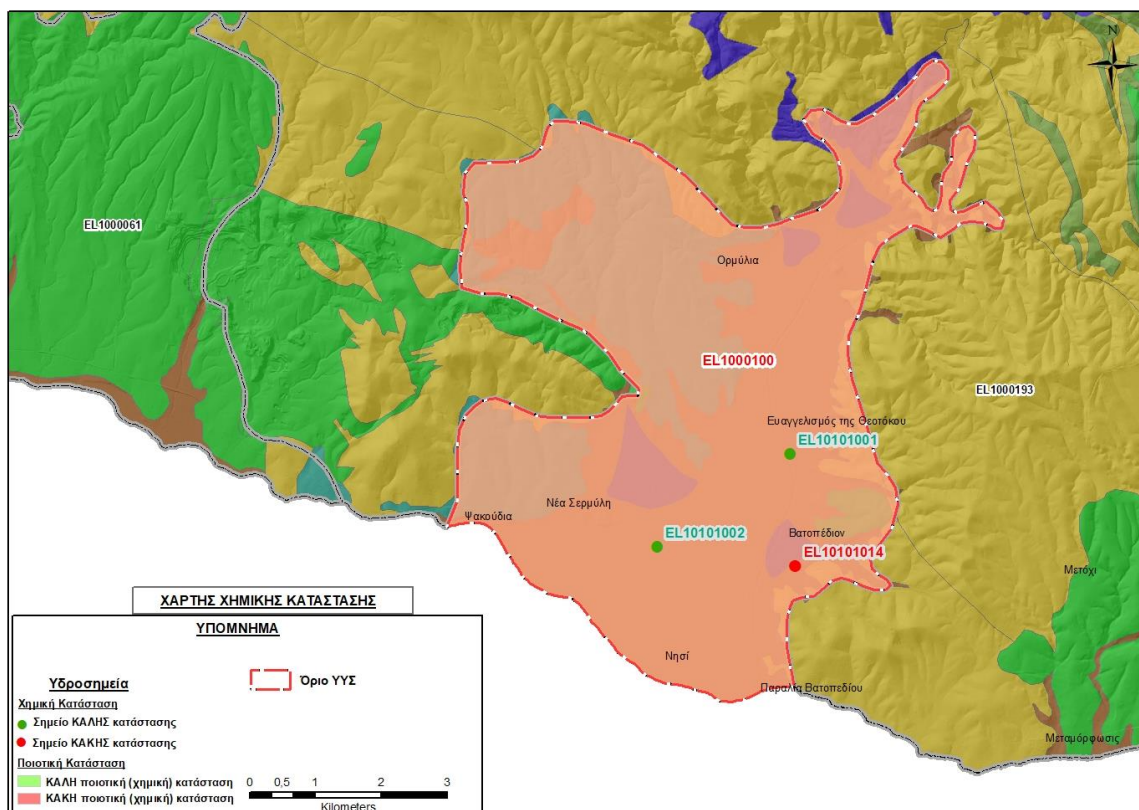 N
EL1000061
Ορμύλια
EL1000100
EL1000193
Ευαγγελισμός της Θεοτόκου
EL10101001
Νέα Σερμύλη
Ψακούδια
EL10101002
Βατοπέδιον
EL10101014
Μετόχι
Νησί
Παραλία Βατοπεδίου
Μεταμόρφωσις
ΧΑΡΤΗΣ ΧΗΜΙΚΗΣ ΚΑΤΑΣΤΑΣΗΣ
ΥΠΟΜΝΗΜΑ
Υδροσημεία
Όριο ΥΥΣ
Χημική Κατάσταση
Σημείο ΚΑΛΗΣ κατάστασης
Σημείο ΚΑΚΗΣ κατάστασης
Ποιοτική Κατάσταση
ΚΑΛΗ ποιοτική (χημική) κατάσταση
ΚΑΚΗ ποιοτική (χημική) κατάσταση
0 0,5 1 2 3
Kilometers